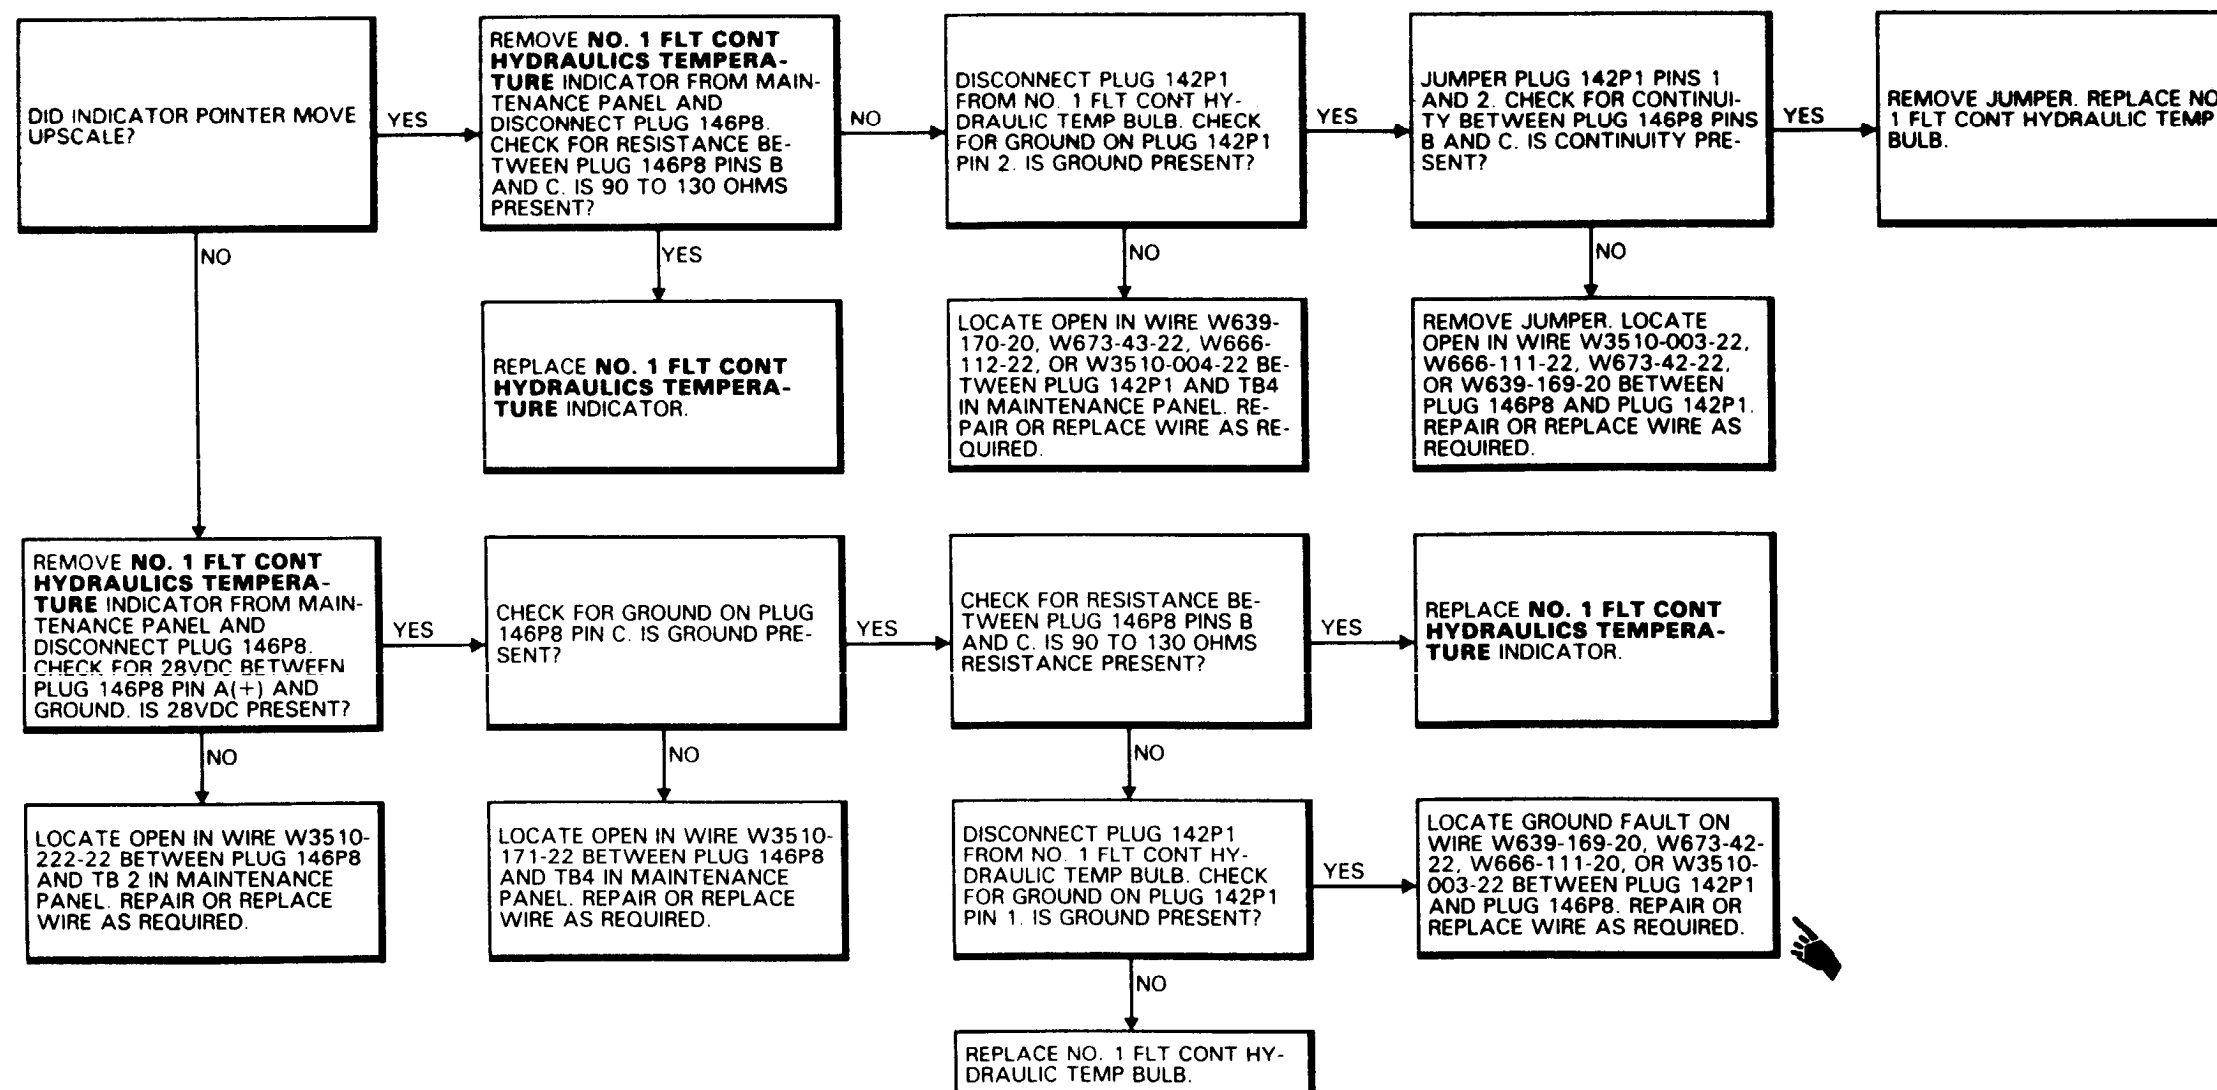 DID INDICATOR POINTER MOVE
UPSCALE?
YES
NO
REMOVE NO. 1 FLT CONT
HYDRAULICS TEMPERA-
TURE INDICATOR FROM MAIN-
TENANCE PANEL AND
DISCONNECT PLUG 146P8.
CHECK FOR RESISTANCE BE-
TWEEN PLUG 146P8 PINS B
AND C. IS 90 TO 130 OHMS
PRESENT?
NO
YES
DISCONNECT PLUG 142P1
FROM NO. 1 FLT CONT HY-
DRAULIC TEMP BULB. CHECK
FOR GROUND ON PLUG 142P1
PIN 2. IS GROUND PRESENT?
YES
NO
JUMPER PLUG 142P1 PINS 1
AND 2. CHECK FOR CONTINUI-
TY BETWEEN PLUG 146P8 PINS
B AND C. IS CONTINUITY PRE-
SENT?
YES
NO
REMOVE JUMPER. REPLACE NO
1 FLT CONT HYDRAULIC TEMP
BULB.
REPLACE NO. 1 FLT CONT
HYDRAULICS TEMPERA-
TURE INDICATOR.
LOCATE OPEN IN WIRE W639-
170-20, W673-43-22, W666-
112-22, OR W3510-004-22 BE-
TWEEN PLUG 142P1 AND TB4
IN MAINTENANCE PANEL. RE-
PAIR OR REPLACE WIRE AS RE-
QUIRED.
REMOVE JUMPER. LOCATE
OPEN IN WIRE W3510-003-22,
W666-111-22, W673-42-22,
OR W639-169-20 BETWEEN
PLUG 146P8 AND PLUG 142P1.
REPAIR OR REPLACE WIRE AS
REQUIRED.
REMOVE NO. 1 FLT CONT
HYDRAULICS TEMPERA-
TURE INDICATOR FROM MAIN-
TENANCE PANEL AND
DISCONNECT PLUG 146P8.
CHECK FOR 28VDC BETWEEN
PLUG 146P8 PIN A(+) AND
GROUND. IS 28VDC PRESENT?
YES
NO
CHECK FOR GROUND ON PLUG
146P8 PIN C. IS GROUND PRE-
SENT?
YES
NO
CHECK FOR RESISTANCE BE-
TWEEN PLUG 146P8 PINS B
AND C. IS 90 TO 130 OHMS
RESISTANCE PRESENT?
YES
NO
REPLACE NO. 1 FLT CONT
HYDRAULICS TEMPERA-
TURE INDICATOR.
LOCATE OPEN IN WIRE W3510-
222-22 BETWEEN PLUG 146P8
AND TB 2 IN MAINTENANCE
PANEL. REPAIR OR REPLACE
WIRE AS REQUIRED.
LOCATE OPEN IN WIRE W3510-
171-22 BETWEEN PLUG 146P8
AND TB4 IN MAINTENANCE
PANEL. REPAIR OR REPLACE
WIRE AS REQUIRED.
DISCONNECT PLUG 142P1
FROM NO. 1 FLT CONT HY-
DRAULIC TEMP BULB. CHECK
FOR GROUND ON PLUG 142P1
PIN 1. IS GROUND PRESENT?
YES
NO
LOCATE GROUND FAULT ON
WIRE W639-169-20, W673-42-
22, W666-111-20, OR W3510-
003-22 BETWEEN PLUG 142P1
AND PLUG 146P8. REPAIR OR
REPLACE WIRE AS REQUIRED.
REPLACE NO. 1 FLT CONT HY-
DRAULIC TEMP BULB.